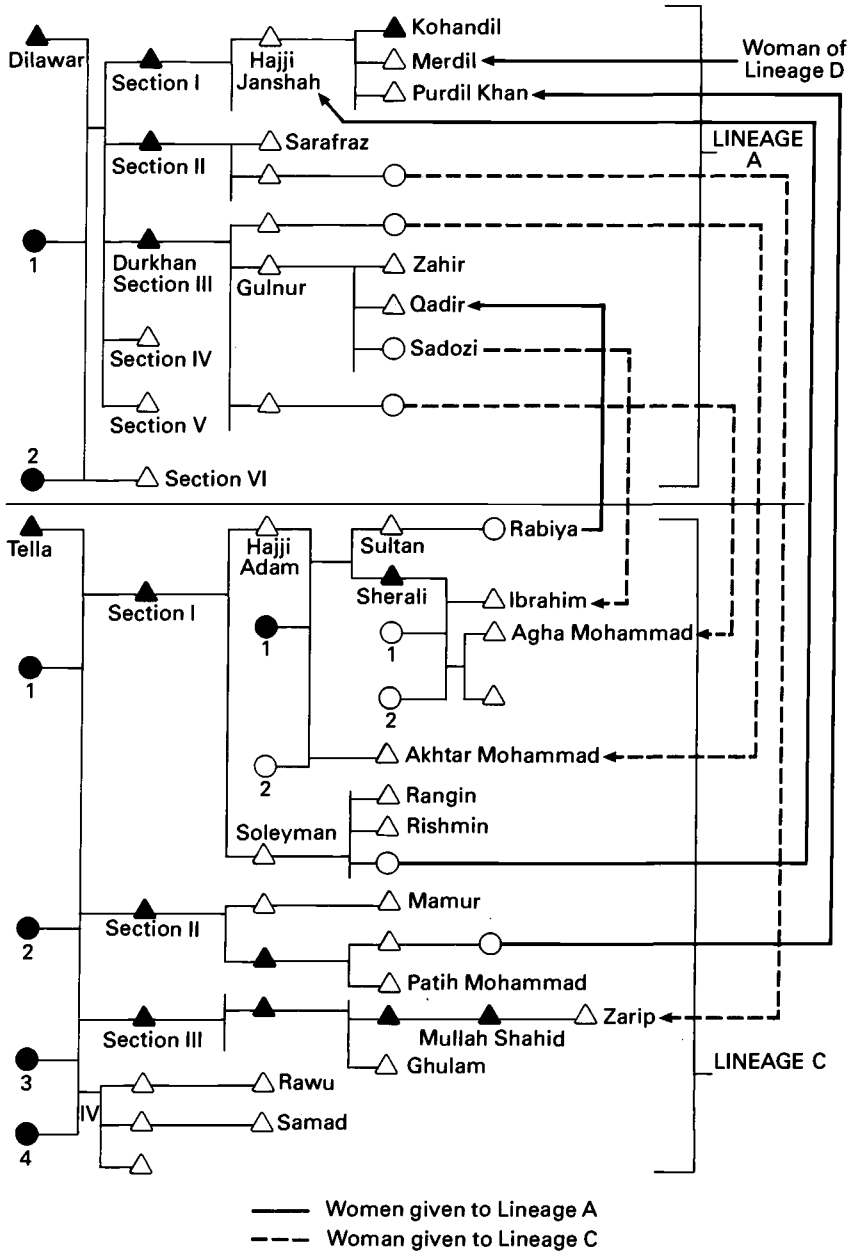 Dilawar
Section I
Hajji
Janshah
Kohandil
Merdil
Purdil Khan
Woman of
Lineage D
LINEAGE
A
Section II
Sarafraz
1
Durkhan
Section III
Gulnur
Zahir
Qadir
Sadozi
Section IV
Section V
2
Section VI
Tella
Section I
Hajji
Adam
Sultan
Rabiya
Sherali
Ibrahim
1
1
1
Agha Mohammad
2
2
Akhtar Mohammad
Rangin
Soleyman
Rishmin
Section II
2
Mamur
Patih Mohammad
Section III
Mullah Shahid
Zarip
3
Ghulam
LINEAGE C
IV
Rawu
4
Samad
Women given to Lineage A
Woman given to Lineage C